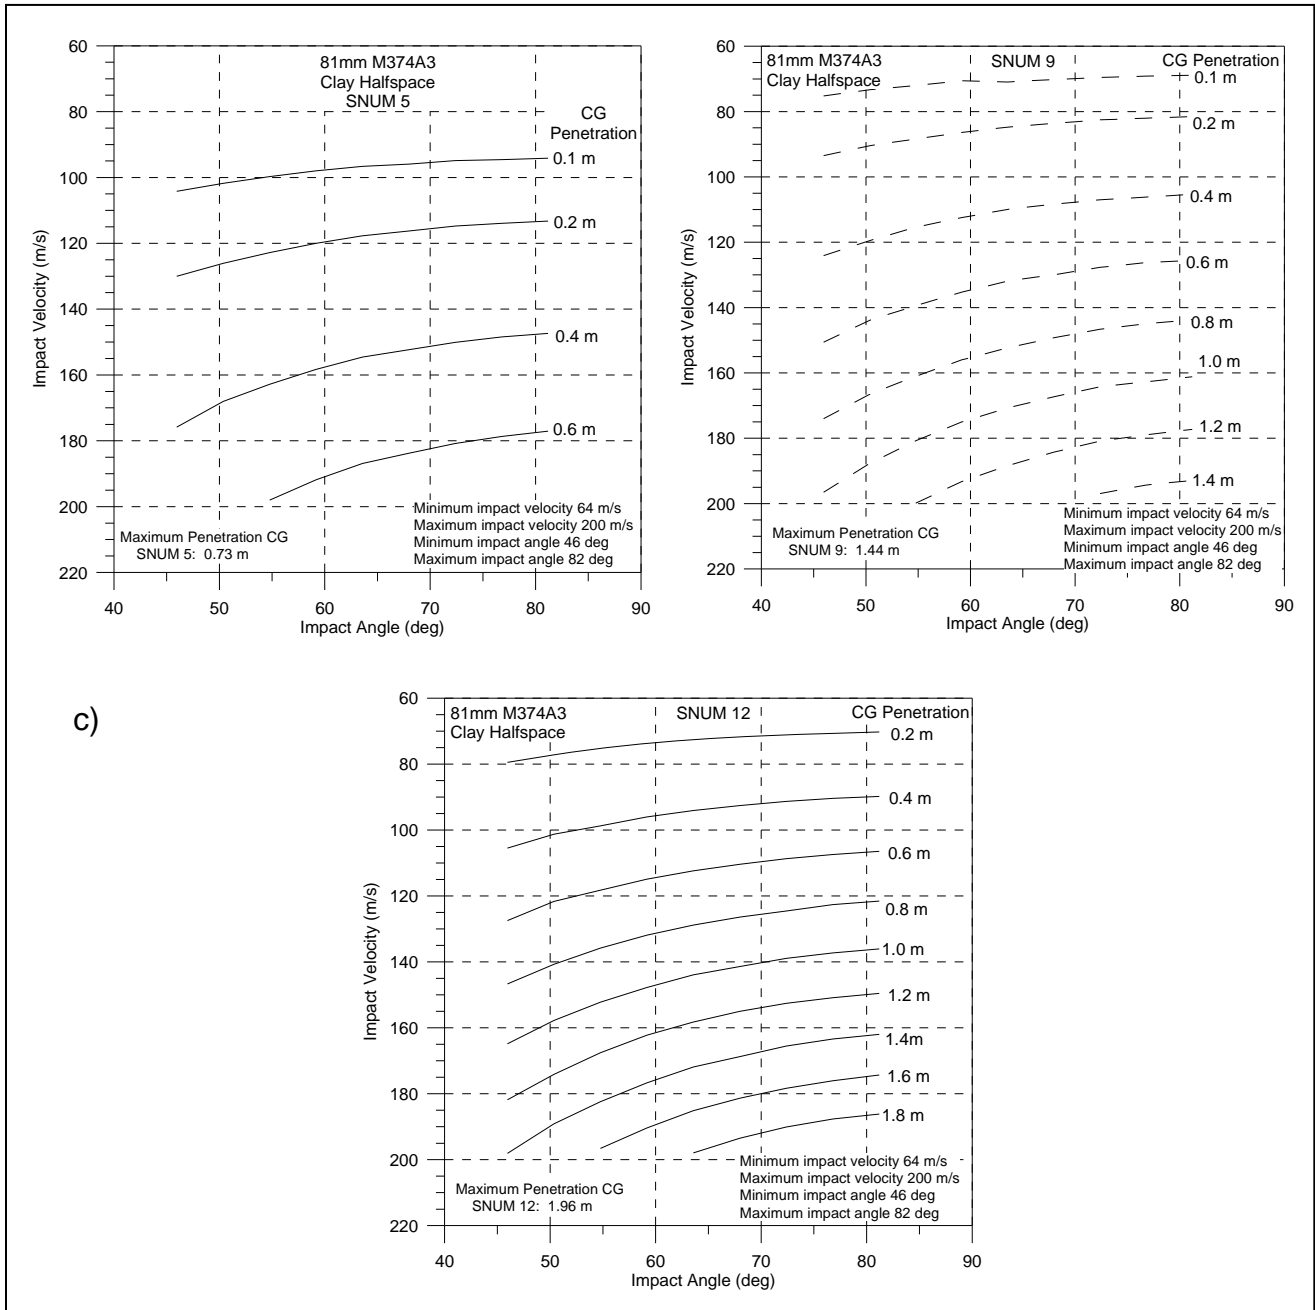 81mm M374A3
Clay Halfspace
SNUM 5
CG
Penetration
0.1 m
0.2 m
0.4 m
0.6 m
60
80
100
120
140
160
180
200
220
Impact Velocity (m/s)
Maximum Penetration CG
SNUM 5: 0.73 m
Minimum impact velocity 64 m/s
Maximum impact velocity 200 m/s
Minimum impact angle 46 deg
Maximum impact angle 82 deg
40 50 60 70 80 90
Impact Angle (deg)
81mm M374A3 SNUM 9 CG Penetration
Clay Halfspace
0.1 m
0.2 m
0.4 m
0.6 m
0.8 m
1.0 m
1.2 m
1.4 m
60
80
100
120
140
160
180
200
220
Impact Velocity (m/s)
Maximum Penetration CG
SNUM 9: 1.44 m
Minimum impact velocity 64 m/s
Maximum impact velocity 200 m/s
Minimum impact angle 46 deg
Maximum impact angle 82 deg
40 50 60 70 80 90
Impact Angle (deg)
c)
81mm M374A3 SNUM 12 CG Penetration
Clay Halfspace
0.2 m
0.4 m
0.6 m
0.8 m
1.0 m
1.2 m
1.4m
1.6 m
1.8 m
60
80
100
120
140
160
180
200
220
Impact Velocity (m/s)
Maximum Penetration CG
SNUM 12: 1.96 m
Minimum impact velocity 64 m/s
Maximum impact velocity 200 m/s
Minimum impact angle 46 deg
Maximum impact angle 82 deg
40 50 60 70 80 90
Impact Angle (deg)